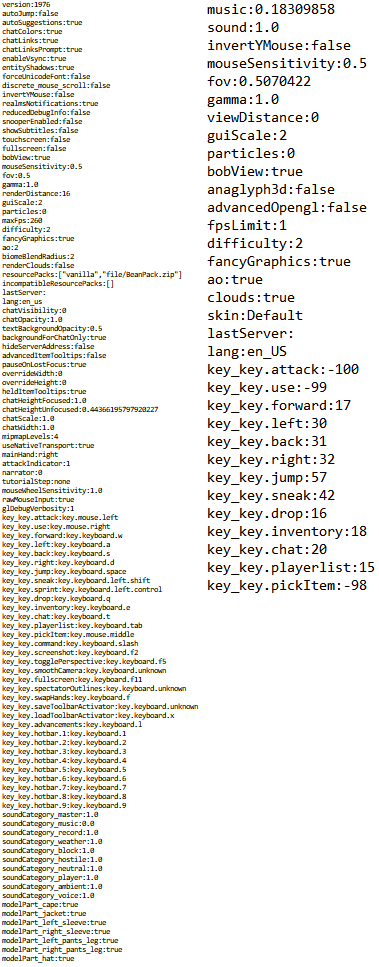 version:1976
autoJump:false
autoSuggestions:true
chatColors:true
chatLinks:true
chatLinksPrompt:true
enableVsync:true
entityShadows:true
forceUnicodeFont:false
discrete_mouse_scroll:false
invertYMouse:false
realmsNotifications:true
reducedDebugInfo:false
snooperEnabled:false
showSubtitles:false
touchscreen:false
fullscreen:false
bobView:true
mouseSensitivity:0.5
fov:0.5
gamma:1.0
renderDistance:16
guiScale:2
particles:0
maxFps:260
difficulty:2
fancyGraphics:true
ao:2
biomeBlendRadius:2
renderClouds:false
resourcePacks:["vanilla","file/BeanPack.zip"]
incompatibleResourcePacks:[]
lastServer:
lang:en_us
chatVisibility:0
chatOpacity:1.0
textBackgroundOpacity:0.5
backgroundForChatOnly:true
hideServerAddress:false
advancedItemTooltips:false
pauseOnLostFocus:true
overrideWidth:0
overrideHeight:0
heldItemTooltips:true
chatHeightFocused:1.0
chatHeightUnfocused:0.44366195797920227
chatScale:1.0
chatWidth:1.0
mipmapLevels:4
useNativeTransport:true
mainHand:right
attackIndicator:1
narrator:0
tutorialStep:none
mouseWheelSensitivity:1.0
rawMouseInput:true
glDebugVerbosity:1
key_key.attack:key.mouse.left
key_key.use:key.mouse.right
key_key.forward:key.keyboard.w
key_key.left:key.keyboard.a
key_key.back:key.keyboard.s
key_key.right:key.keyboard.d
key_key.jump:key.keyboard.space
key_key.sneak:key.keyboard.left.shift
key_key.sprint:key.keyboard.left.control
key_key.drop:key.keyboard.q
key_key.inventory:key.keyboard.e
key_key.chat:key.keyboard.t
key_key.playerlist:key.keyboard.tab
key_key.pickItem:key.mouse.middle
key_key.command:key.keyboard.slash
key_key.screenshot:key.keyboard.f2
key_key.togglePerspective:key.keyboard.f5
key_key.smoothCamera:key.keyboard.unknown
key_key.fullscreen:key.keyboard.f11
key_key.spectatorOutlines:key.keyboard.unknown
key_key.swapHands:key.keyboard.f
key_key.saveToolbarActivator:key.keyboard.unknown
key_key.loadToolbarActivator:key.keyboard.x
key_key.advancements:key.keyboard.l
key_key.hotbar.1:key.keyboard.1
key_key.hotbar.2:key.keyboard.2
key_key.hotbar.3:key.keyboard.3
key_key.hotbar.4:key.keyboard.4
key_key.hotbar.5:key.keyboard.5
key_key.hotbar.6:key.keyboard.6
key_key.hotbar.7:key.keyboard.7
key_key.hotbar.8:key.keyboard.8
key_key.hotbar.9:key.keyboard.9
soundCategory_master:1.0
soundCategory_music:0.0
soundCategory_record:1.0
soundCategory_weather:1.0
soundCategory_block:1.0
soundCategory_hostile:1.0
soundCategory_neutral:1.0
soundCategory_player:1.0
soundCategory_ambient:1.0
soundCategory_voice:1.0
modelPart_cape:true
modelPart_jacket:true
modelPart_left_sleeve:true
modelPart_right_sleeve:true
modelPart_left_pants_leg:true
modelPart_right_pants_leg:true
modelPart_hat:true
music:0.18309858
sound:1.0
invertYMouse:false
mouseSensitivity:0.5
fov:0.5070422
gamma:1.0
viewDistance:0
guiScale:2
particles:0
bobView:true
anaglyph3d:false
advancedOpengl:false
fpsLimit:1
difficulty:2
fancyGraphics:true
ao:true
clouds:true
skin:Default
lastServer:
lang:en_US
key_key.attack:-100
key_key.use:-99
key_key.forward:17
key_key.left:30
key_key.back:31
key_key.right:32
key_key.jump:57
key_key.sneak:42
key_key.drop:16
key_key.inventory:18
key_key.chat:20
key_key.playerlist:15
key_key.pickItem:-98